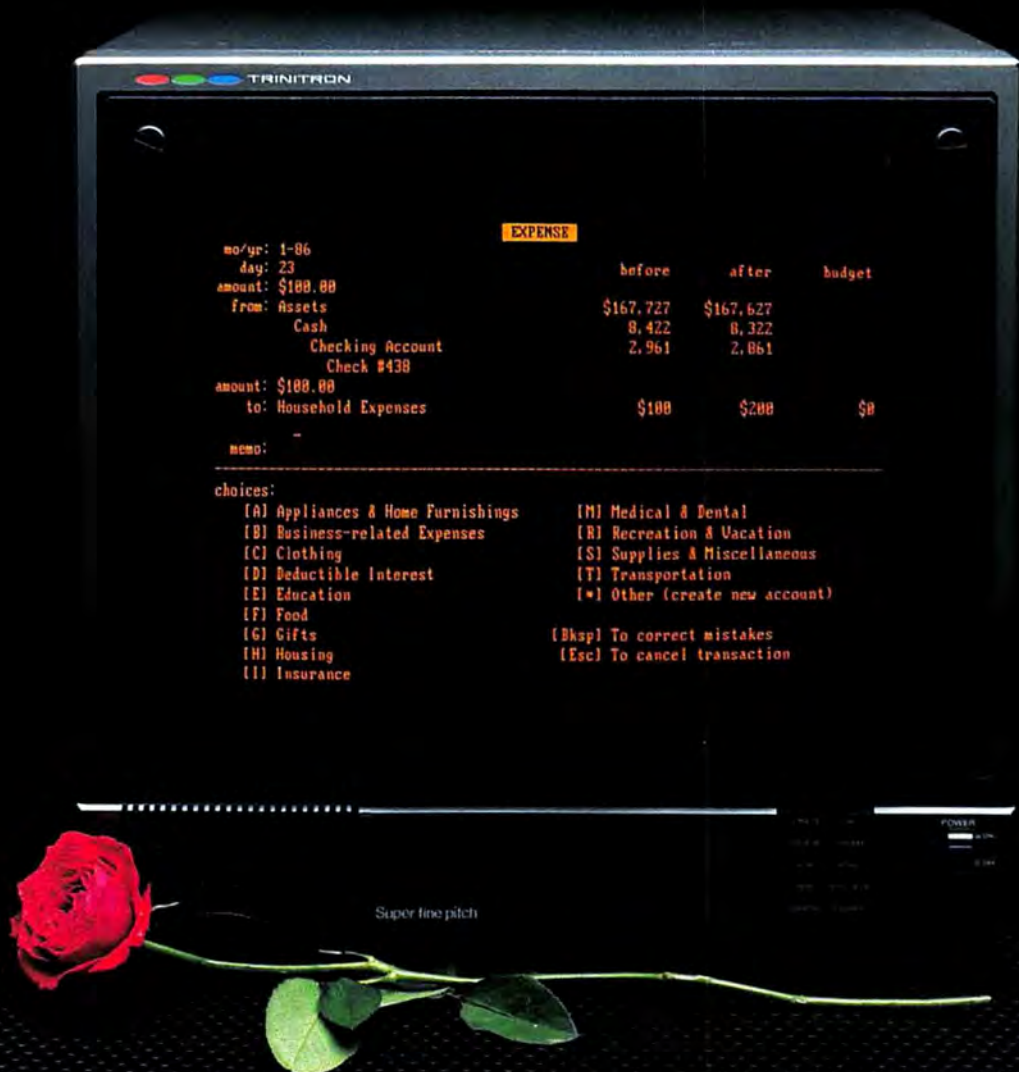 TRINITRON
EXPENSE
mo/yr: 1-86
day: 23 before after budget
amount: $100.00
from: Assets $167,727 $167,627
Cash 8,422 8,322
Checking Account 2,961 2,861
Check #438
amount: $100.00
to: Household Expenses $100 $200 $0
memo:
choices:
[A] Appliances & Home Furnishings [M] Medical & Dental
[B] Business-related Expenses [R] Recreation & Vacation
[C] Clothing [S] Supplies & Miscellaneous
[D] Deductible Interest [T] Transportation
[E] Education [*] Other (create new account)
[F] Food
[G] Gifts [Bksp] To correct mistakes
[H] Housing [Esc] To cancel transaction
[I] Insurance
POWER
Super fine pitch